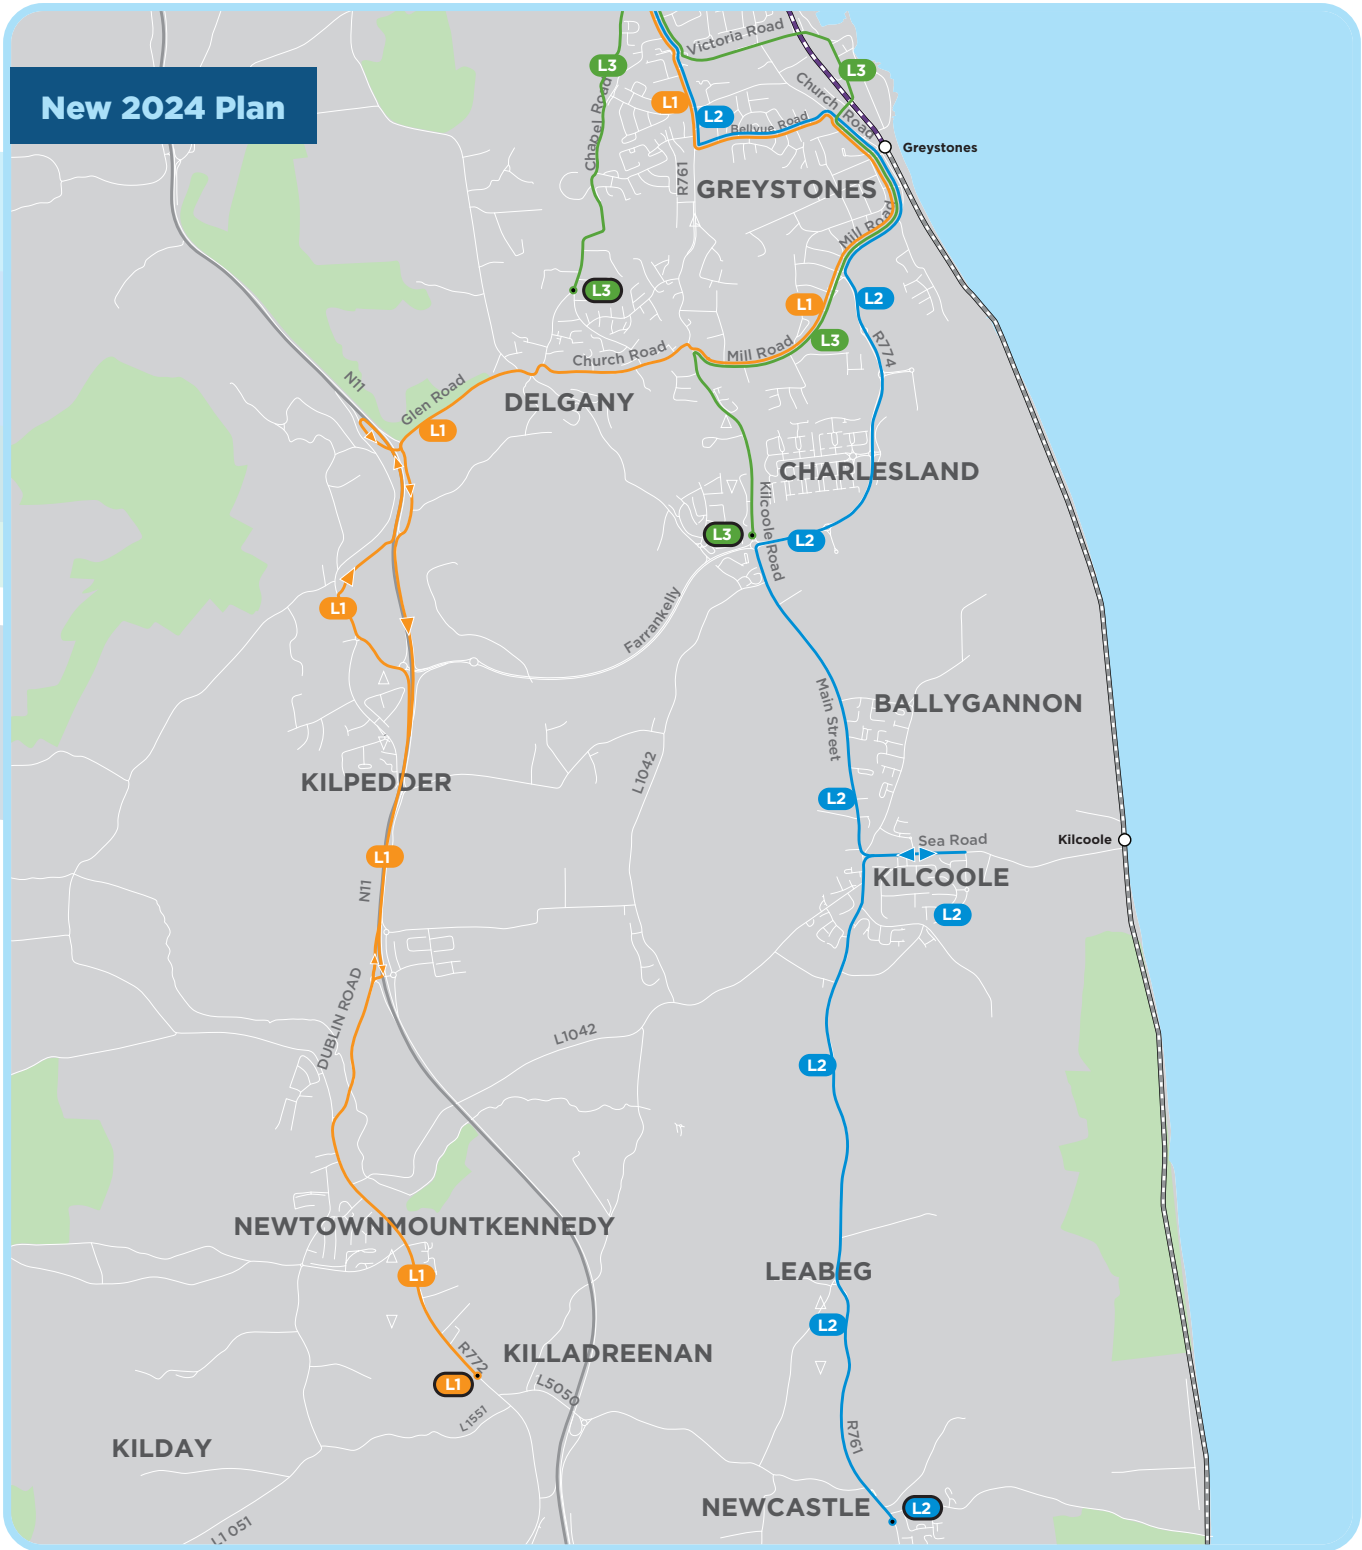 Victoria Road
L3
L3
New 2024 Plan
L1
Church Road
L2
Chapel Road
Bellvue Road
Greystones
R761
GREYSTONES
Mill Road
L3
L1
L2
L3
R774
Church Road
Mill Road
N11
Glen Road
DELGANY
L1
CHARLESLAND
Kilcoole Road
L3
L2
L1
Farrankelly
Main Street
BALLYGANNON
L1042
KILPEDDER
L2
Sea Road
Kilcoole
L1
KILCOOLE
N11
L2
DUBLIN ROAD
L1042
L2
NEWTOWNMOUNTKENNEDY
LEABEG
L1
L2
R772
KILLADREENAN
L1
L5050
L1551
R761
KILDAY
NEWCASTLE
L2
L1 051